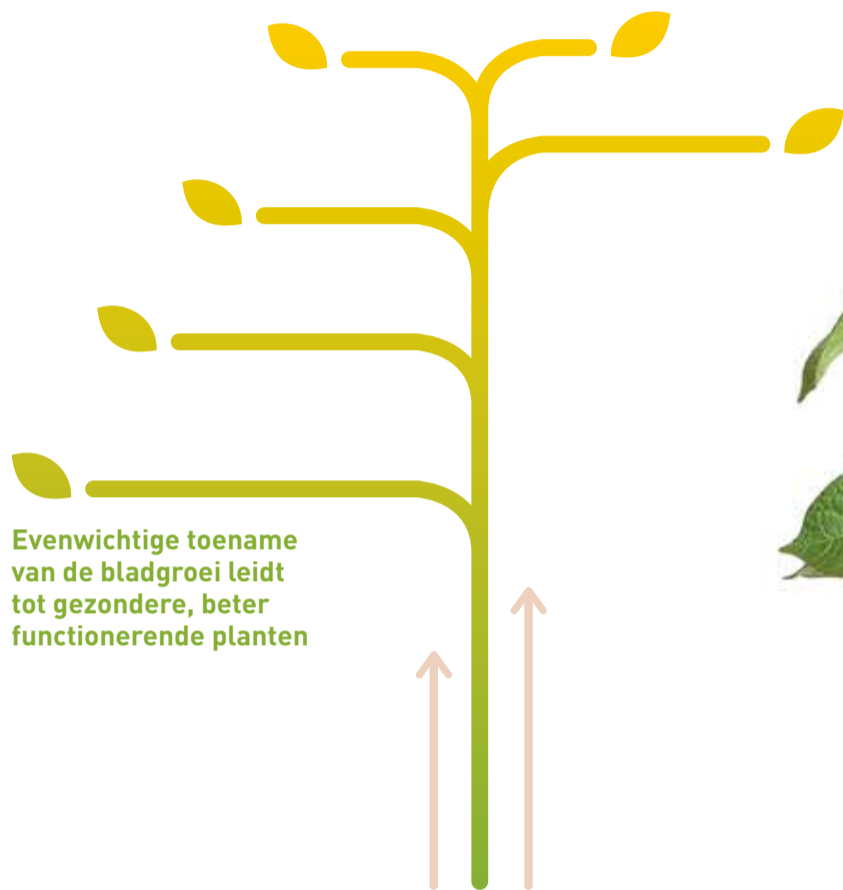 Evenwichtige toename
van de bladgroei leidt
tot gezondere, beter
functionerende planten